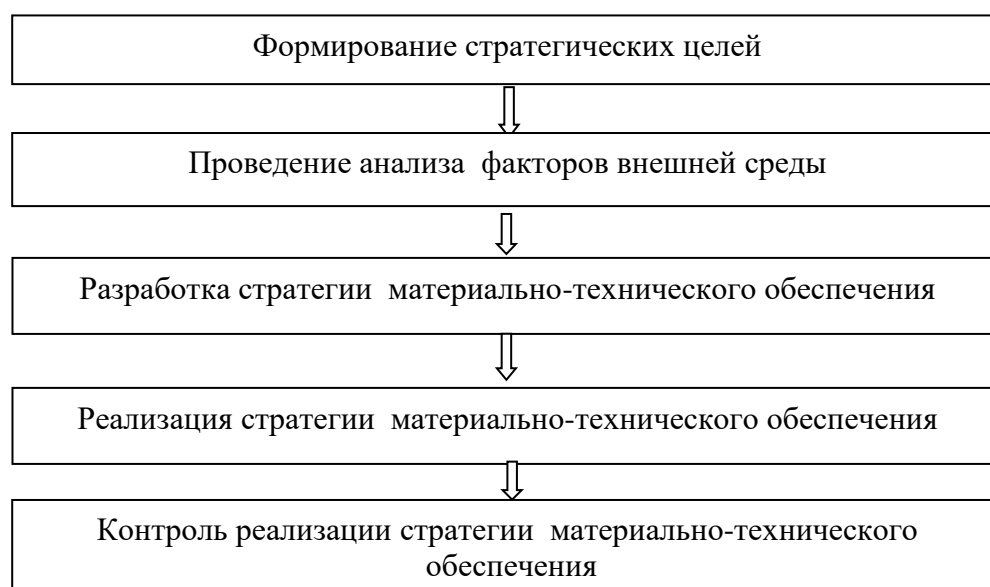 Формирование стратегических целей
Проведение анализа  факторов внешней среды
Разработка стратегии  материально-технического обеспечения
Реализация стратегии  материально-технического обеспечения
Контроль реализации стратегии  материально-технического
обеспечения